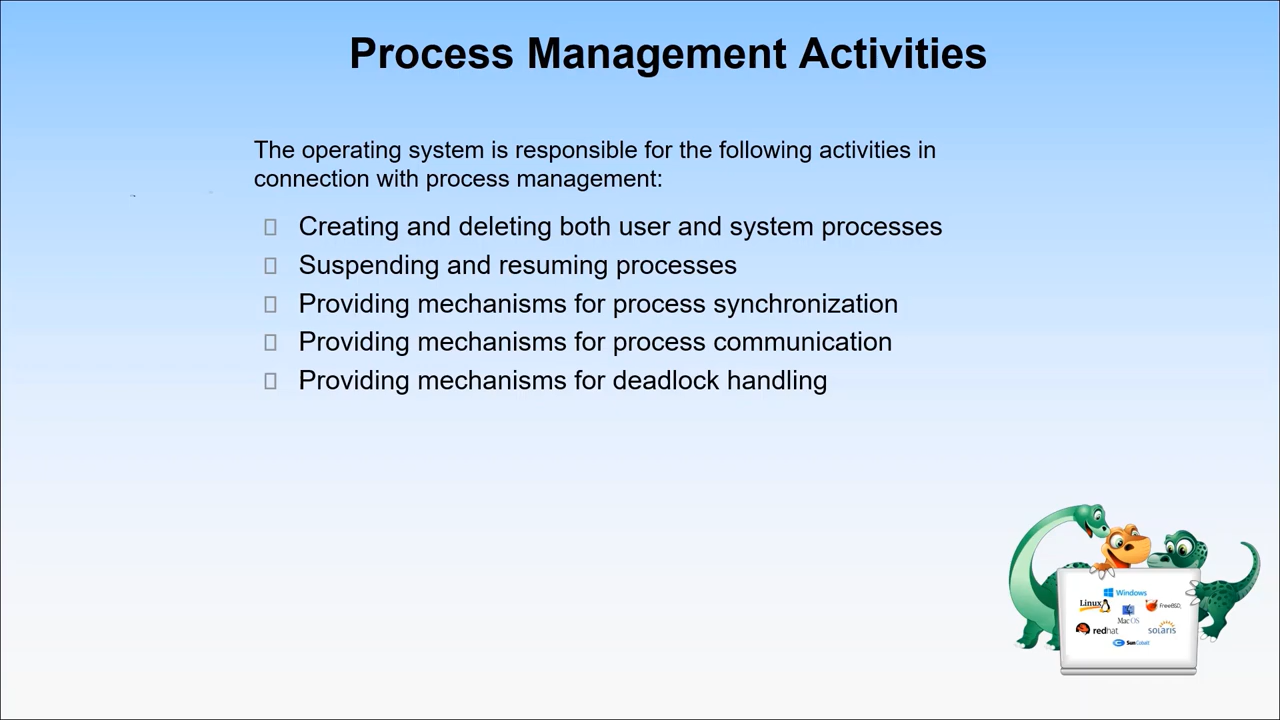 Process Management Activities
The operating system is responsible for the following activities in
connection with process management:
Creating and deleting both user and system processes
Suspending and resuming processes
Providing mechanisms for process synchronization
Providing mechanisms for process communication
Providing mechanisms for deadlock handling
Windows
Linux
FreeBSD
Mac OS
redhat
solaris
Sun Cobalt